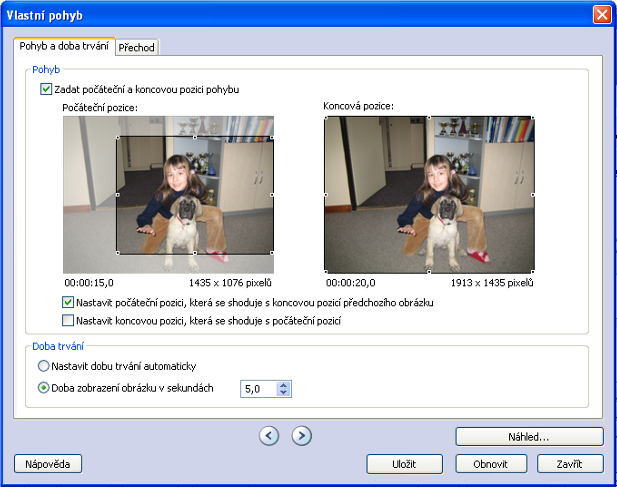 Vlastní pohyb
Pohyb a doba trvání
Přechod
Pohyb
Zadat počáteční a koncovou pozici pohybu
Počáteční pozice:
Koncová pozice:
00:00:15,0
1435 x 1076 pixelů
00:00:20,0
1913 x 1435 pixelů
Nastavit počáteční pozici, která se shoduje s koncovou pozicí předchozího obrázku
Nastavit koncovou pozici, která se shoduje s počáteční pozicí
Doba trvání
Nastavit dobu trvání automaticky
Doba zobrazení obrázku v sekundách
5,0
Náhled...
Nápověda
Uložit
Obnovit
Zavřít